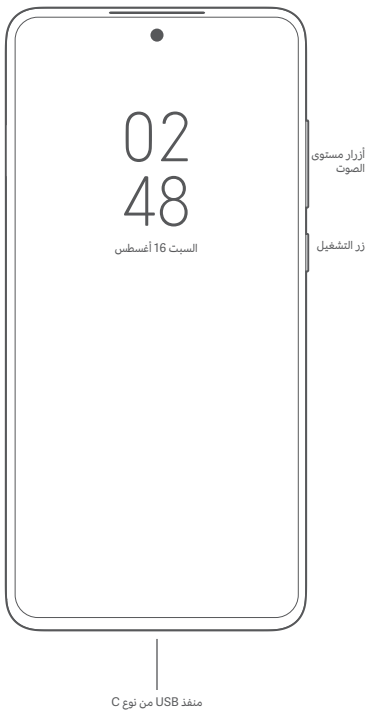 02
48
السبت 16 أغسطس
أزرار مستوى
الصوت
زر التشغيل
منفذ USB من نوع C